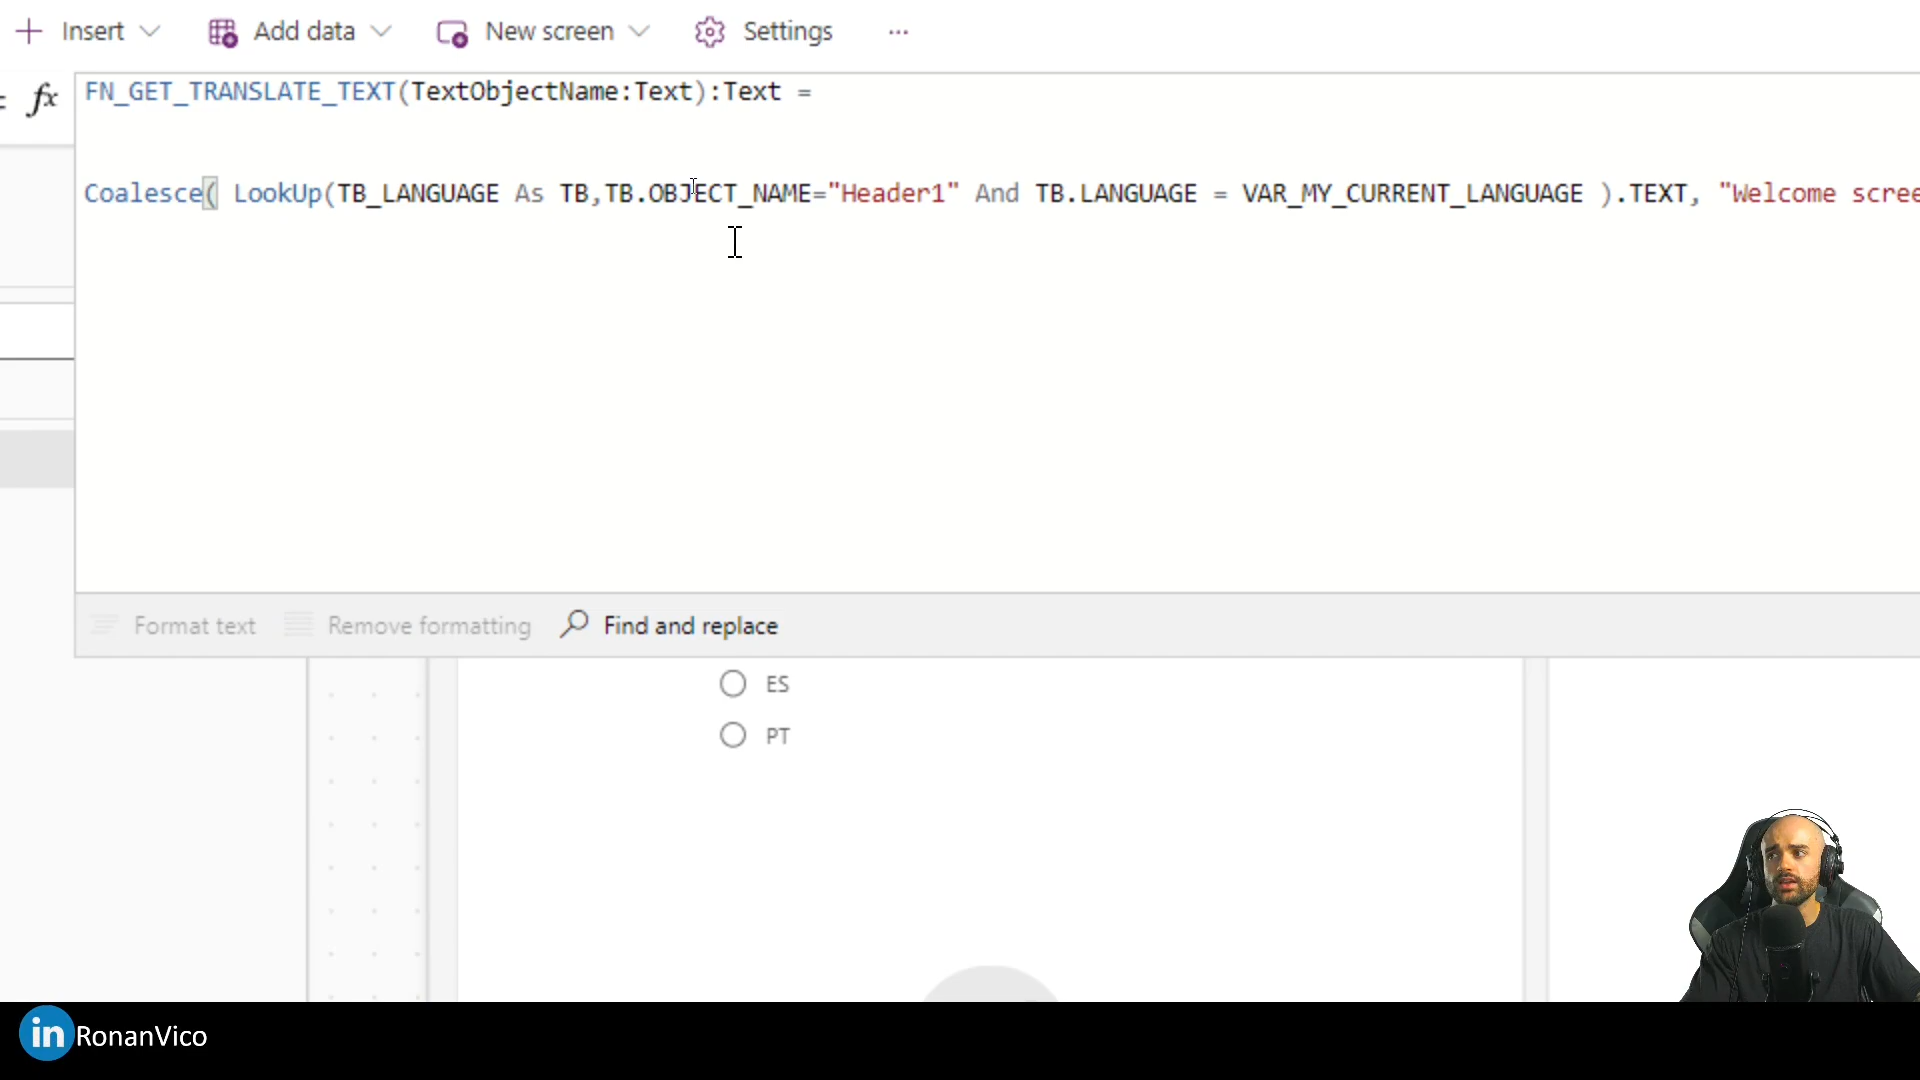 Insert Add data New screen Settings ...
fx
FN_GET_TRANSLATE_TEXT(TextObjectName:Text):Text =
Coalesce( LookUp(TB_LANGUAGE As TB,TB.OBJECT_NAME="Header1" And TB.LANGUAGE = VAR_MY_CURRENT_LANGUAGE ).TEXT, "Welcome scree
Format text Remove formatting Find and replace
ES
PT
in RonanVico